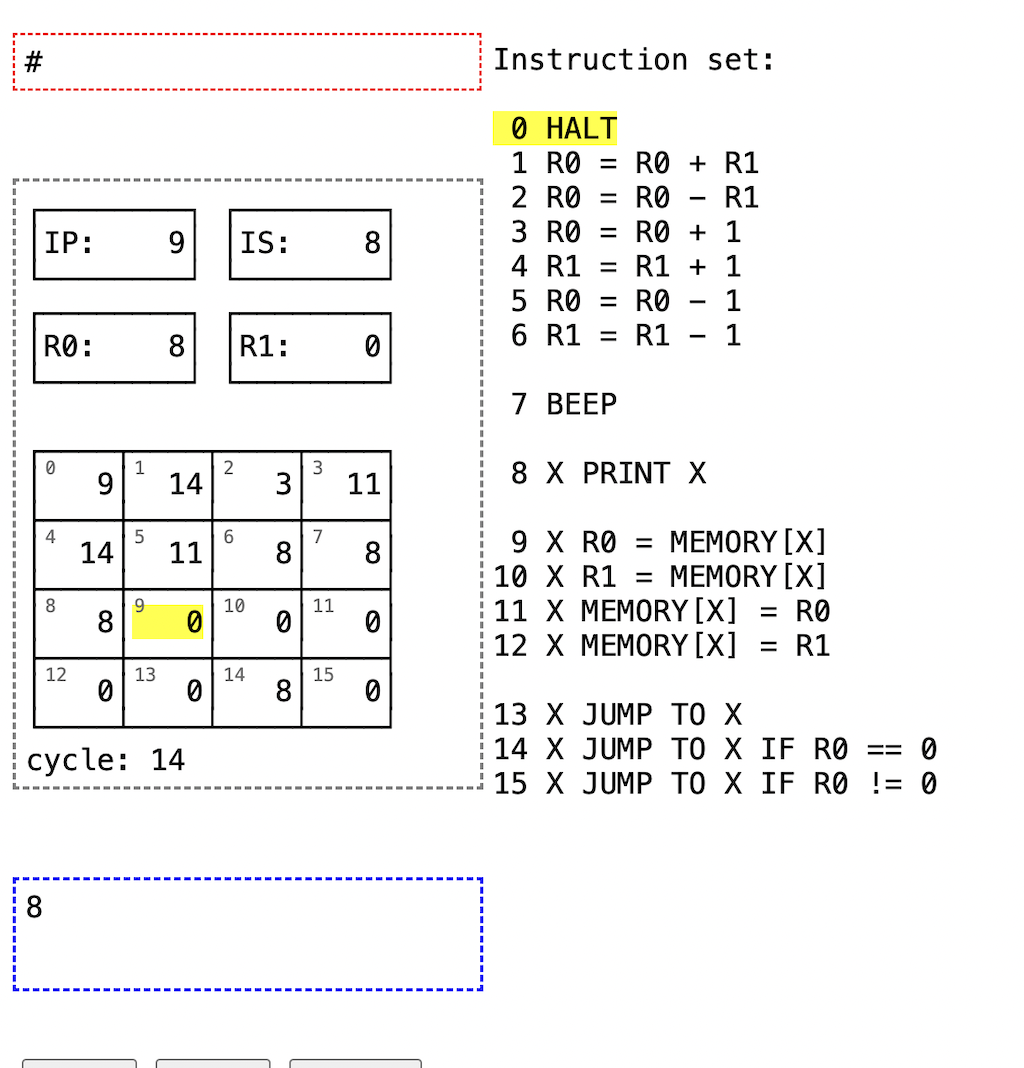 #
Instruction set:
0 HALT
1 R0 = R0 + R1
2 R0 = R0 − R1
3 R0 = R0 + 1
4 R1 = R1 + 1
5 R0 = R0 − 1
6 R1 = R1 − 1
7 BEEP
8 X PRINT X
9 X R0 = MEMORY[X]
10 X R1 = MEMORY[X]
11 X MEMORY[X] = R0
12 X MEMORY[X] = R1
13 X JUMP TO X
14 X JUMP TO X IF R0 == 0
15 X JUMP TO X IF R0 != 0
IP: 9 IS: 8
R0: 8 R1: 0
0 9 1 14 2 3 3 11
4 14 5 11 6 8 7 8
8 8 9 0 10 0 11 0
12 0 13 0 14 8 15 0
cycle: 14
8